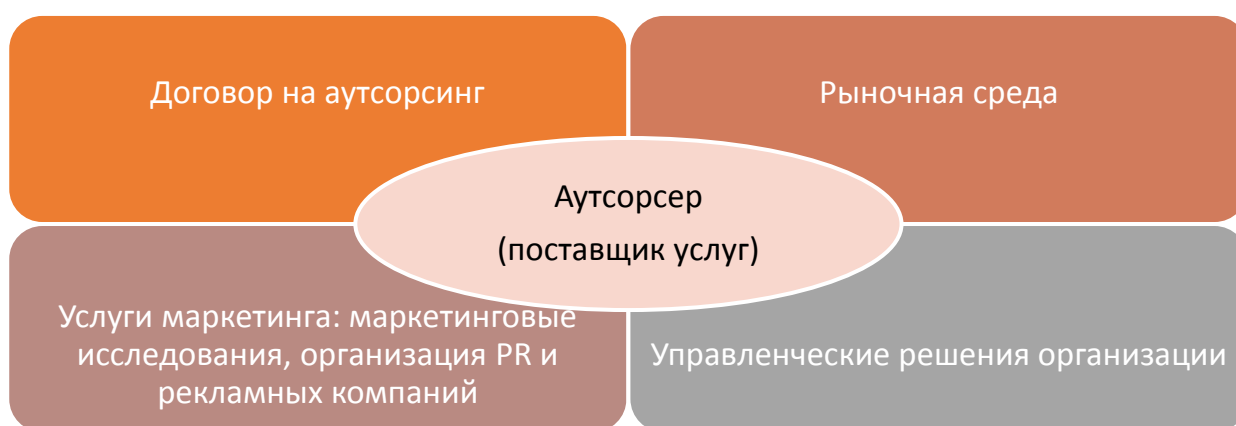 Договор на аутсорсинг
Рыночная среда
Аутсорсер
(поставщик услуг)
Услуги маркетинга: маркетинговые
исследования, организация PR и
рекламных компаний
Управленческие решения организации